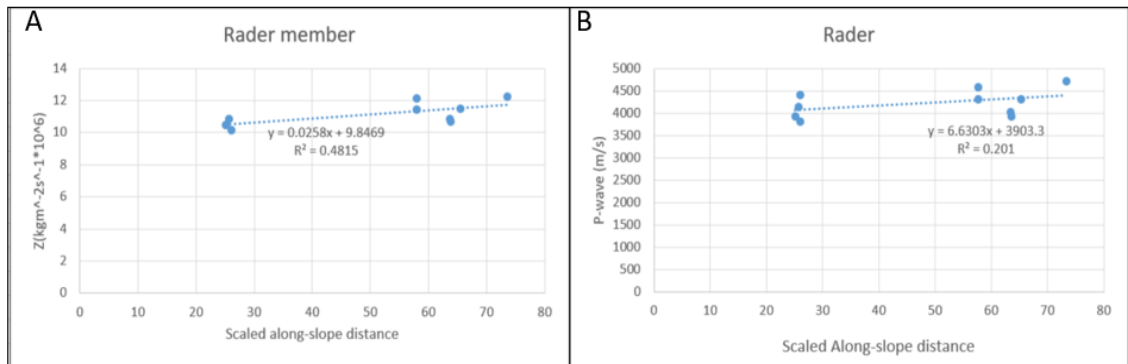 A
Rader member
14
12
10
8
6
4
2
0
Z(kgm^-2s^-1*10^6)
y = 0.0258x + 9.8469
R² = 0.4815
0 10 20 30 40 50 60 70 80
Scaled along-slope distance
B
Rader
5000
4500
4000
3500
3000
2500
2000
1500
1000
500
0
P-wave (m/s)
y = 6.6303x + 3903.3
R² = 0.201
0 10 20 30 40 50 60 70 80
Scaled Along-slope distance